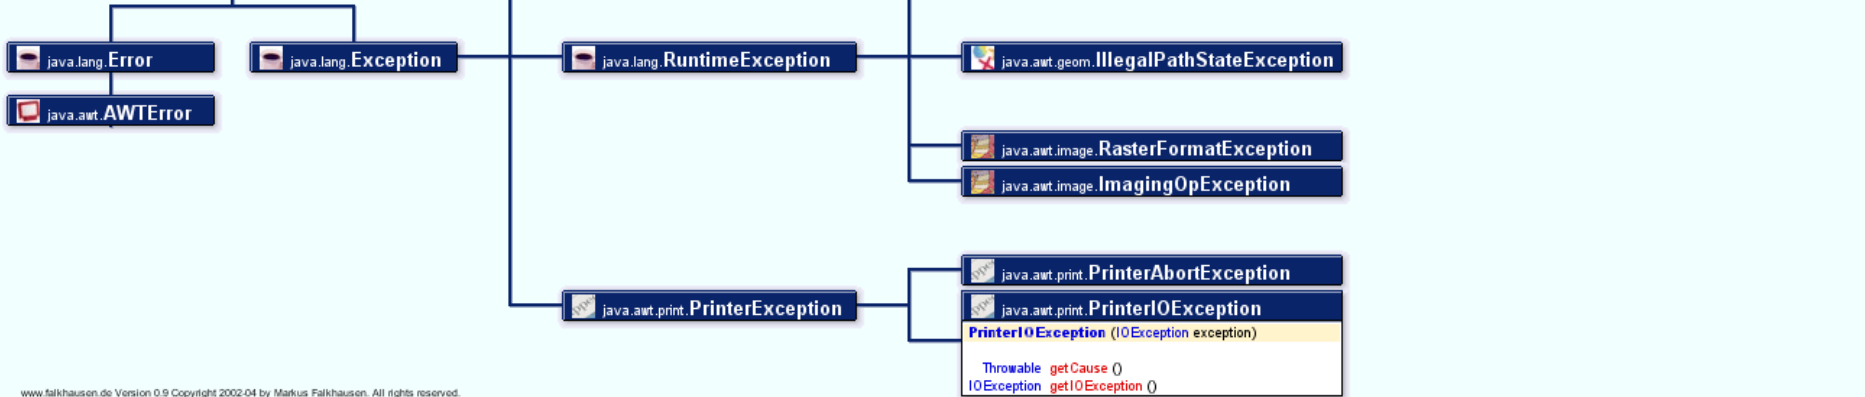 java.lang.Error
java.lang.Exception
java.lang.RuntimeException
java.awt.geom.IllegalPathStateException
java.awt.AWTError
java.awt.image.RasterFormatException
java.awt.image.ImagingOpException
java.awt.print.PrinterAbortException
java.awt.print.PrinterException
java.awt.print.PrinterIOException
PrinterIOException (IOException exception)
Throwable getCause ()
IOException getIOException ()
www.falkhausen.de Version 0.9 Copyright 2002-04 by Markus Falkhausen. All rights reserved.